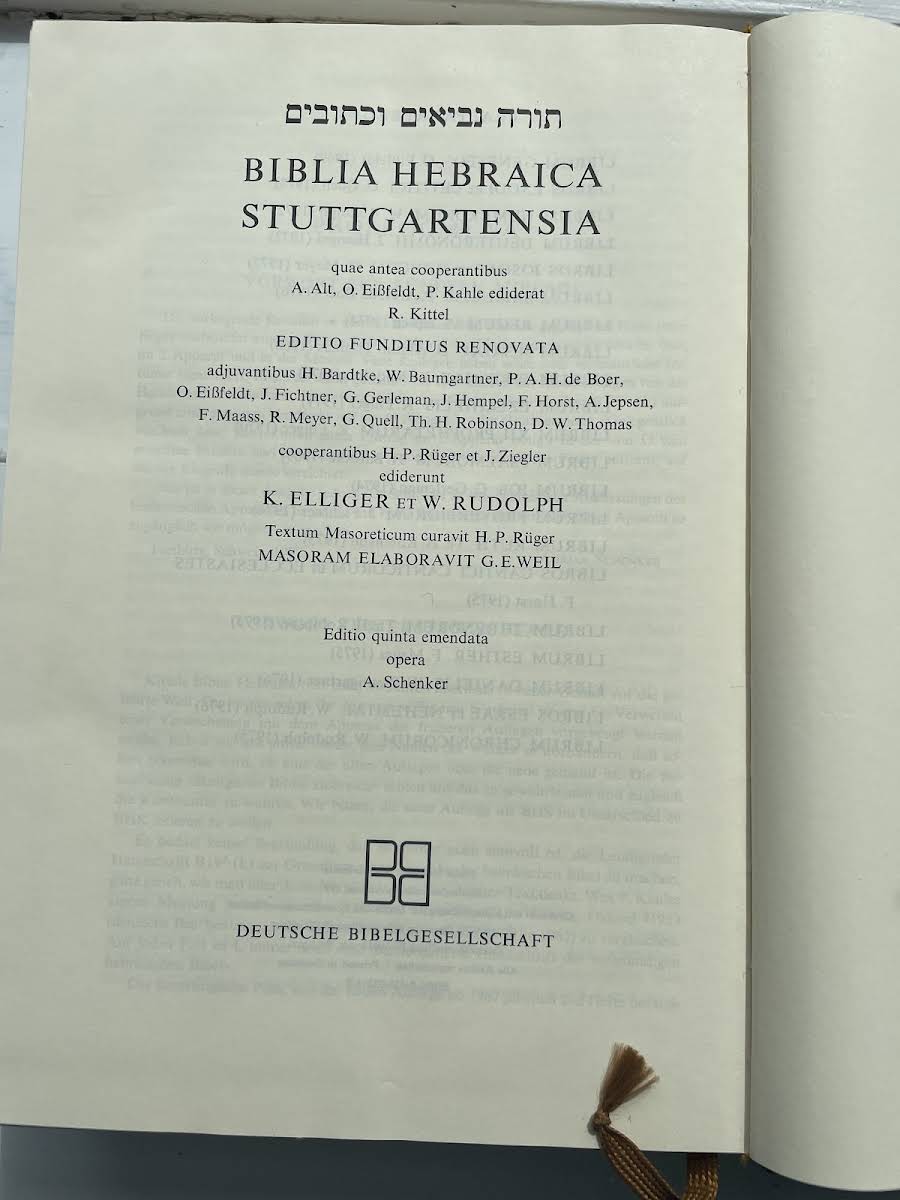 תורה נביאים וכתובים
BIBLIA HEBRAICA
STUTTGARTENSIA
quae antea cooperantibus
A. Alt, O. Eißfeldt, P. Kahle ediderat
R. Kittel
EDITIO FUNDITUS RENOVATA
adjuvantibus H. Bardtke, W. Baumgartner, P. A. H. de Boer,
O. Eißfeldt, J. Fichtner, G. Gerleman, J. Hempel, F. Horst, A. Jepsen,
F. Maass, R. Meyer, G. Quell, Th. H. Robinson, D. W. Thomas
cooperantibus H. P. Rüger et J. Ziegler
ediderunt
K. ELLIGER ET W. RUDOLPH
Textum Masoreticum curavit H. P. Rüger
MASORAM ELABORAVIT G.E.WEIL
Editio quinta emendata
opera
A. Schenker
DEUTSCHE BIBELGESELLSCHAFT